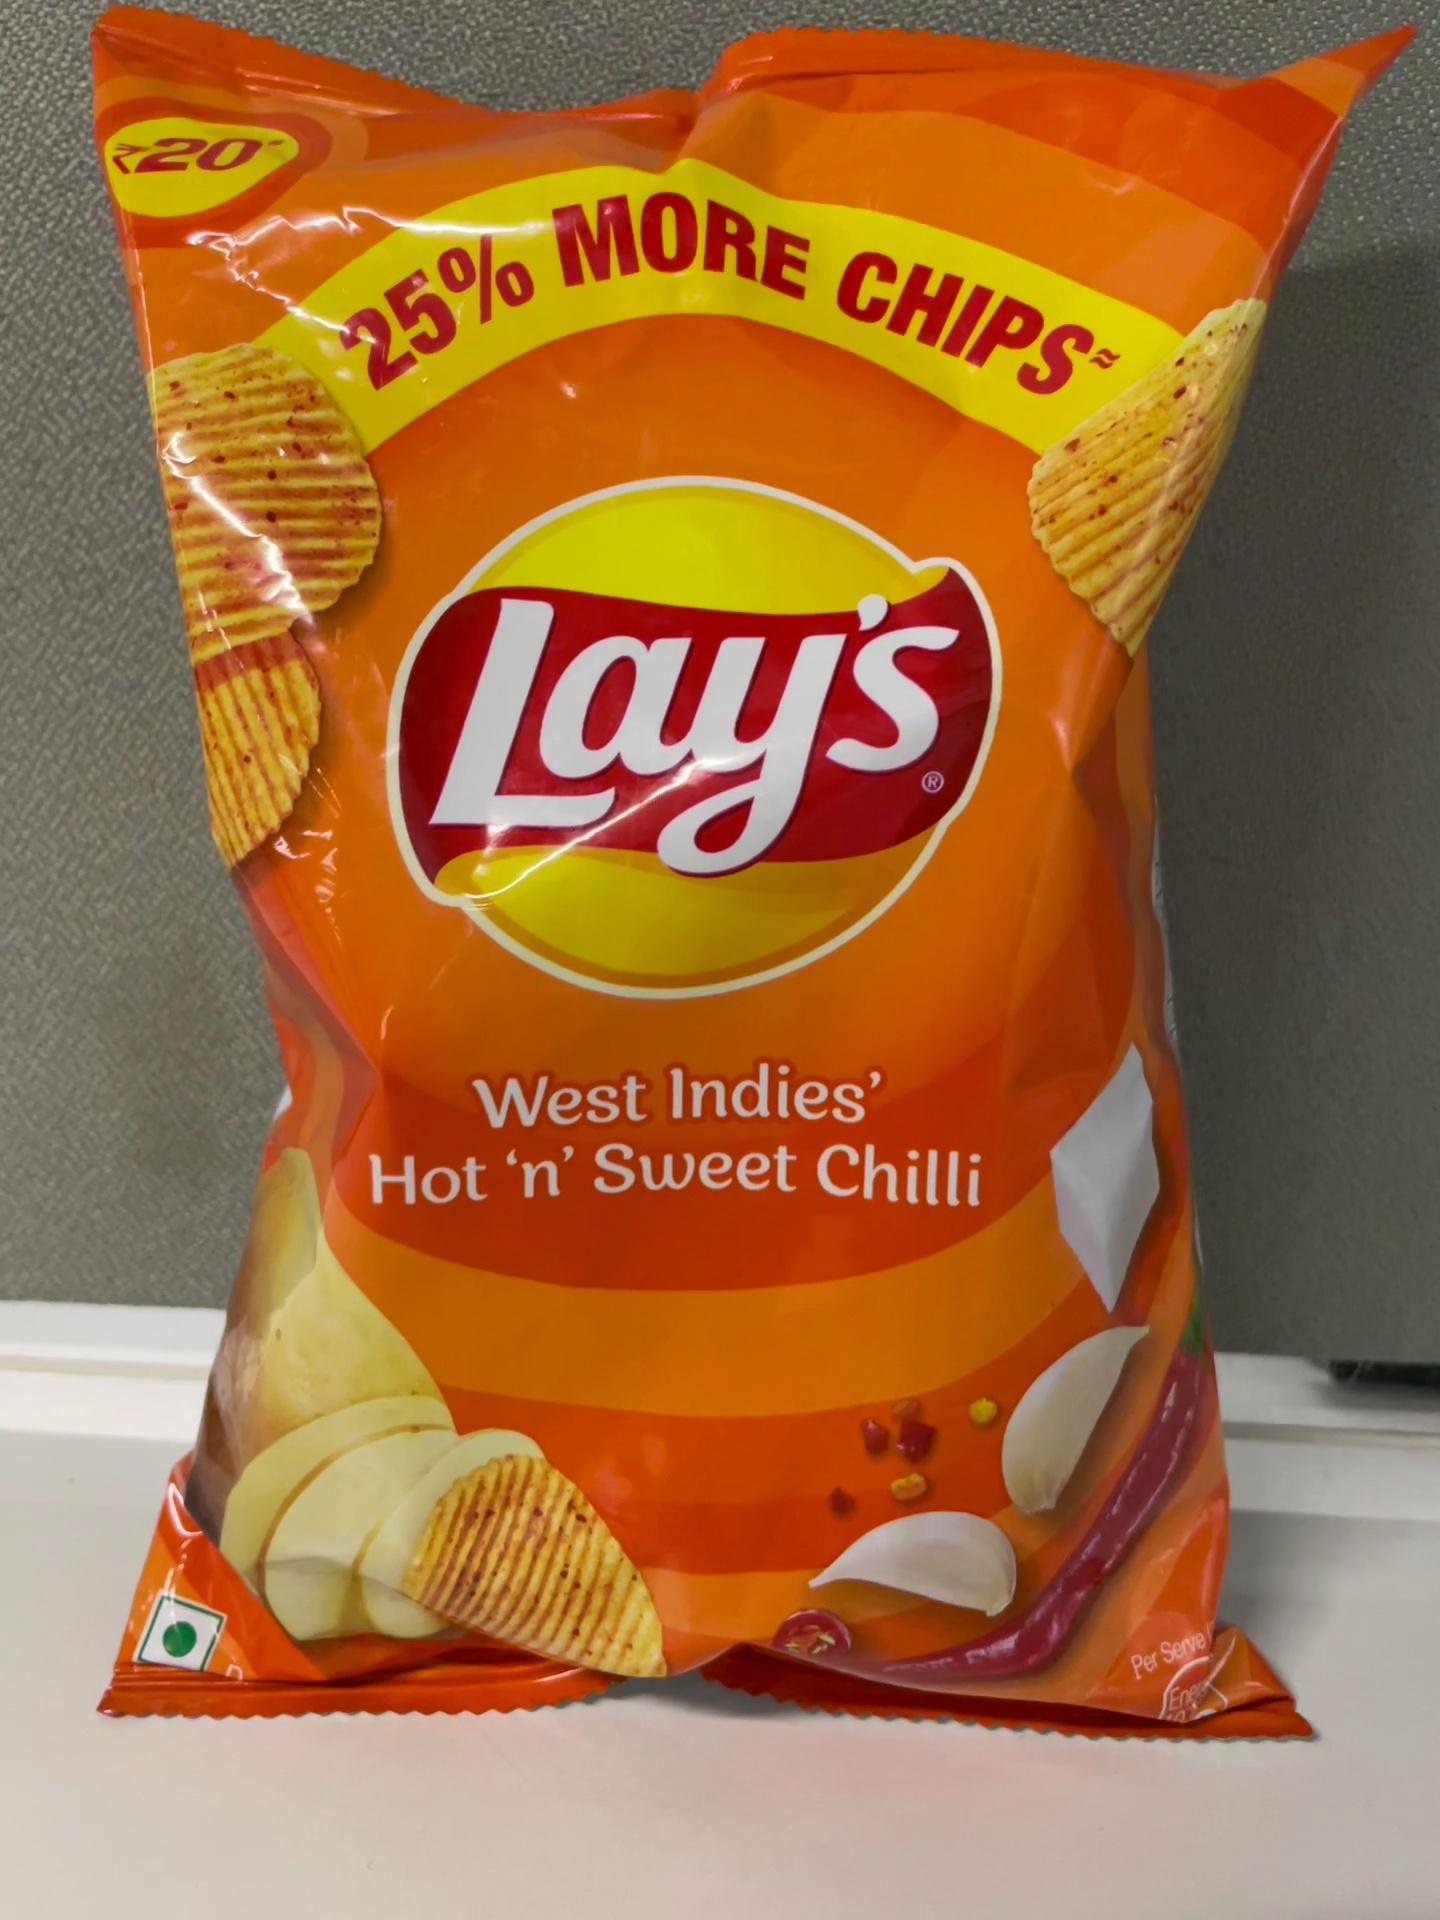 ₹20*
25% MORE CHIPS≈
Lay's
®
West Indies’
Hot ‘n’ Sweet Chilli
Per Serve